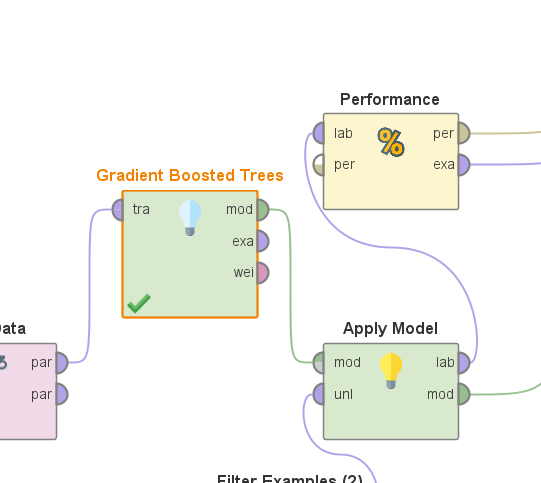 Performance
lab per
% 
per exa
Gradient Boosted Trees
tra mod
exa
wei
Data
par
par
Apply Model
mod lab
unl mod
Filter Examples (2)